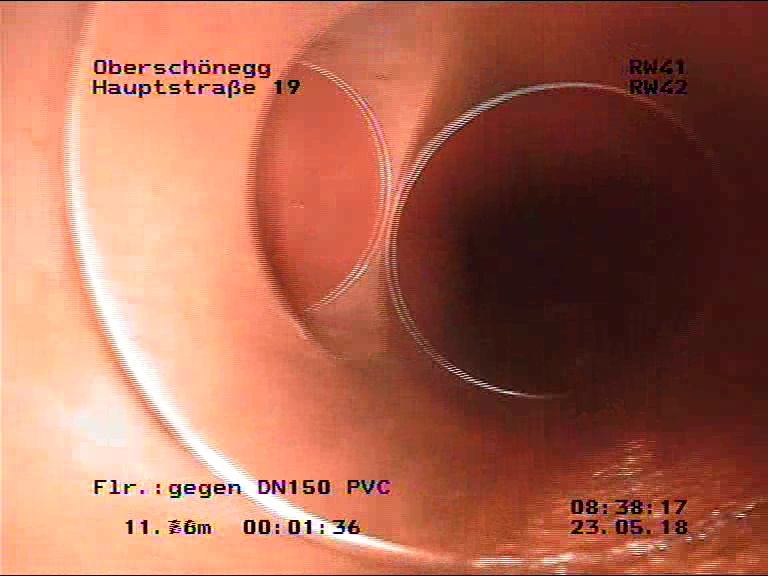 Oberschönegg
Hauptstraße 19
RW41
RW42
Flr.:gegen DN150 PVC
00:01:36
08:38:17
23.05.18